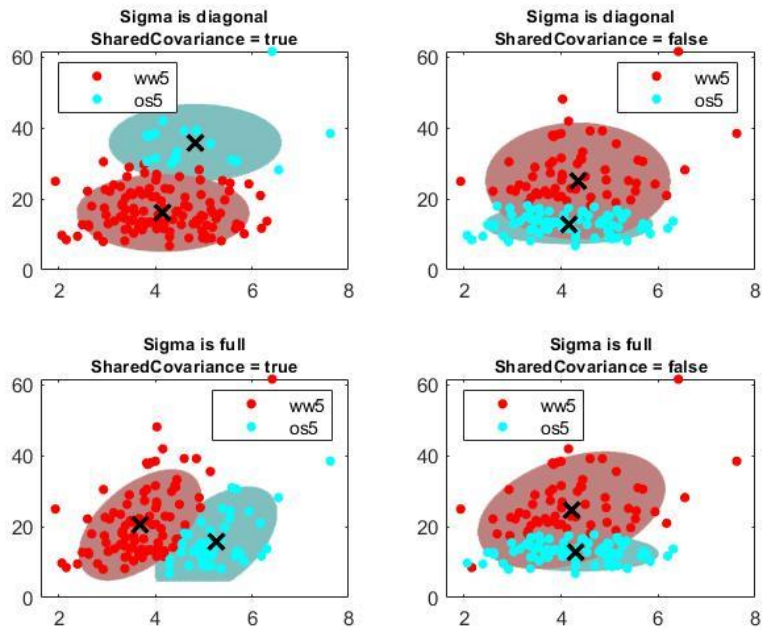 Sigma is diagonal
SharedCovariance = true
60
40
20
0
2
4
6
8
ww5
os5
Sigma is diagonal
SharedCovariance = false
60
40
20
0
2
4
6
8
ww5
os5
Sigma is full
SharedCovariance = true
60
40
20
0
2
4
6
8
ww5
os5
Sigma is full
SharedCovariance = false
60
40
20
0
2
4
6
8
ww5
os5